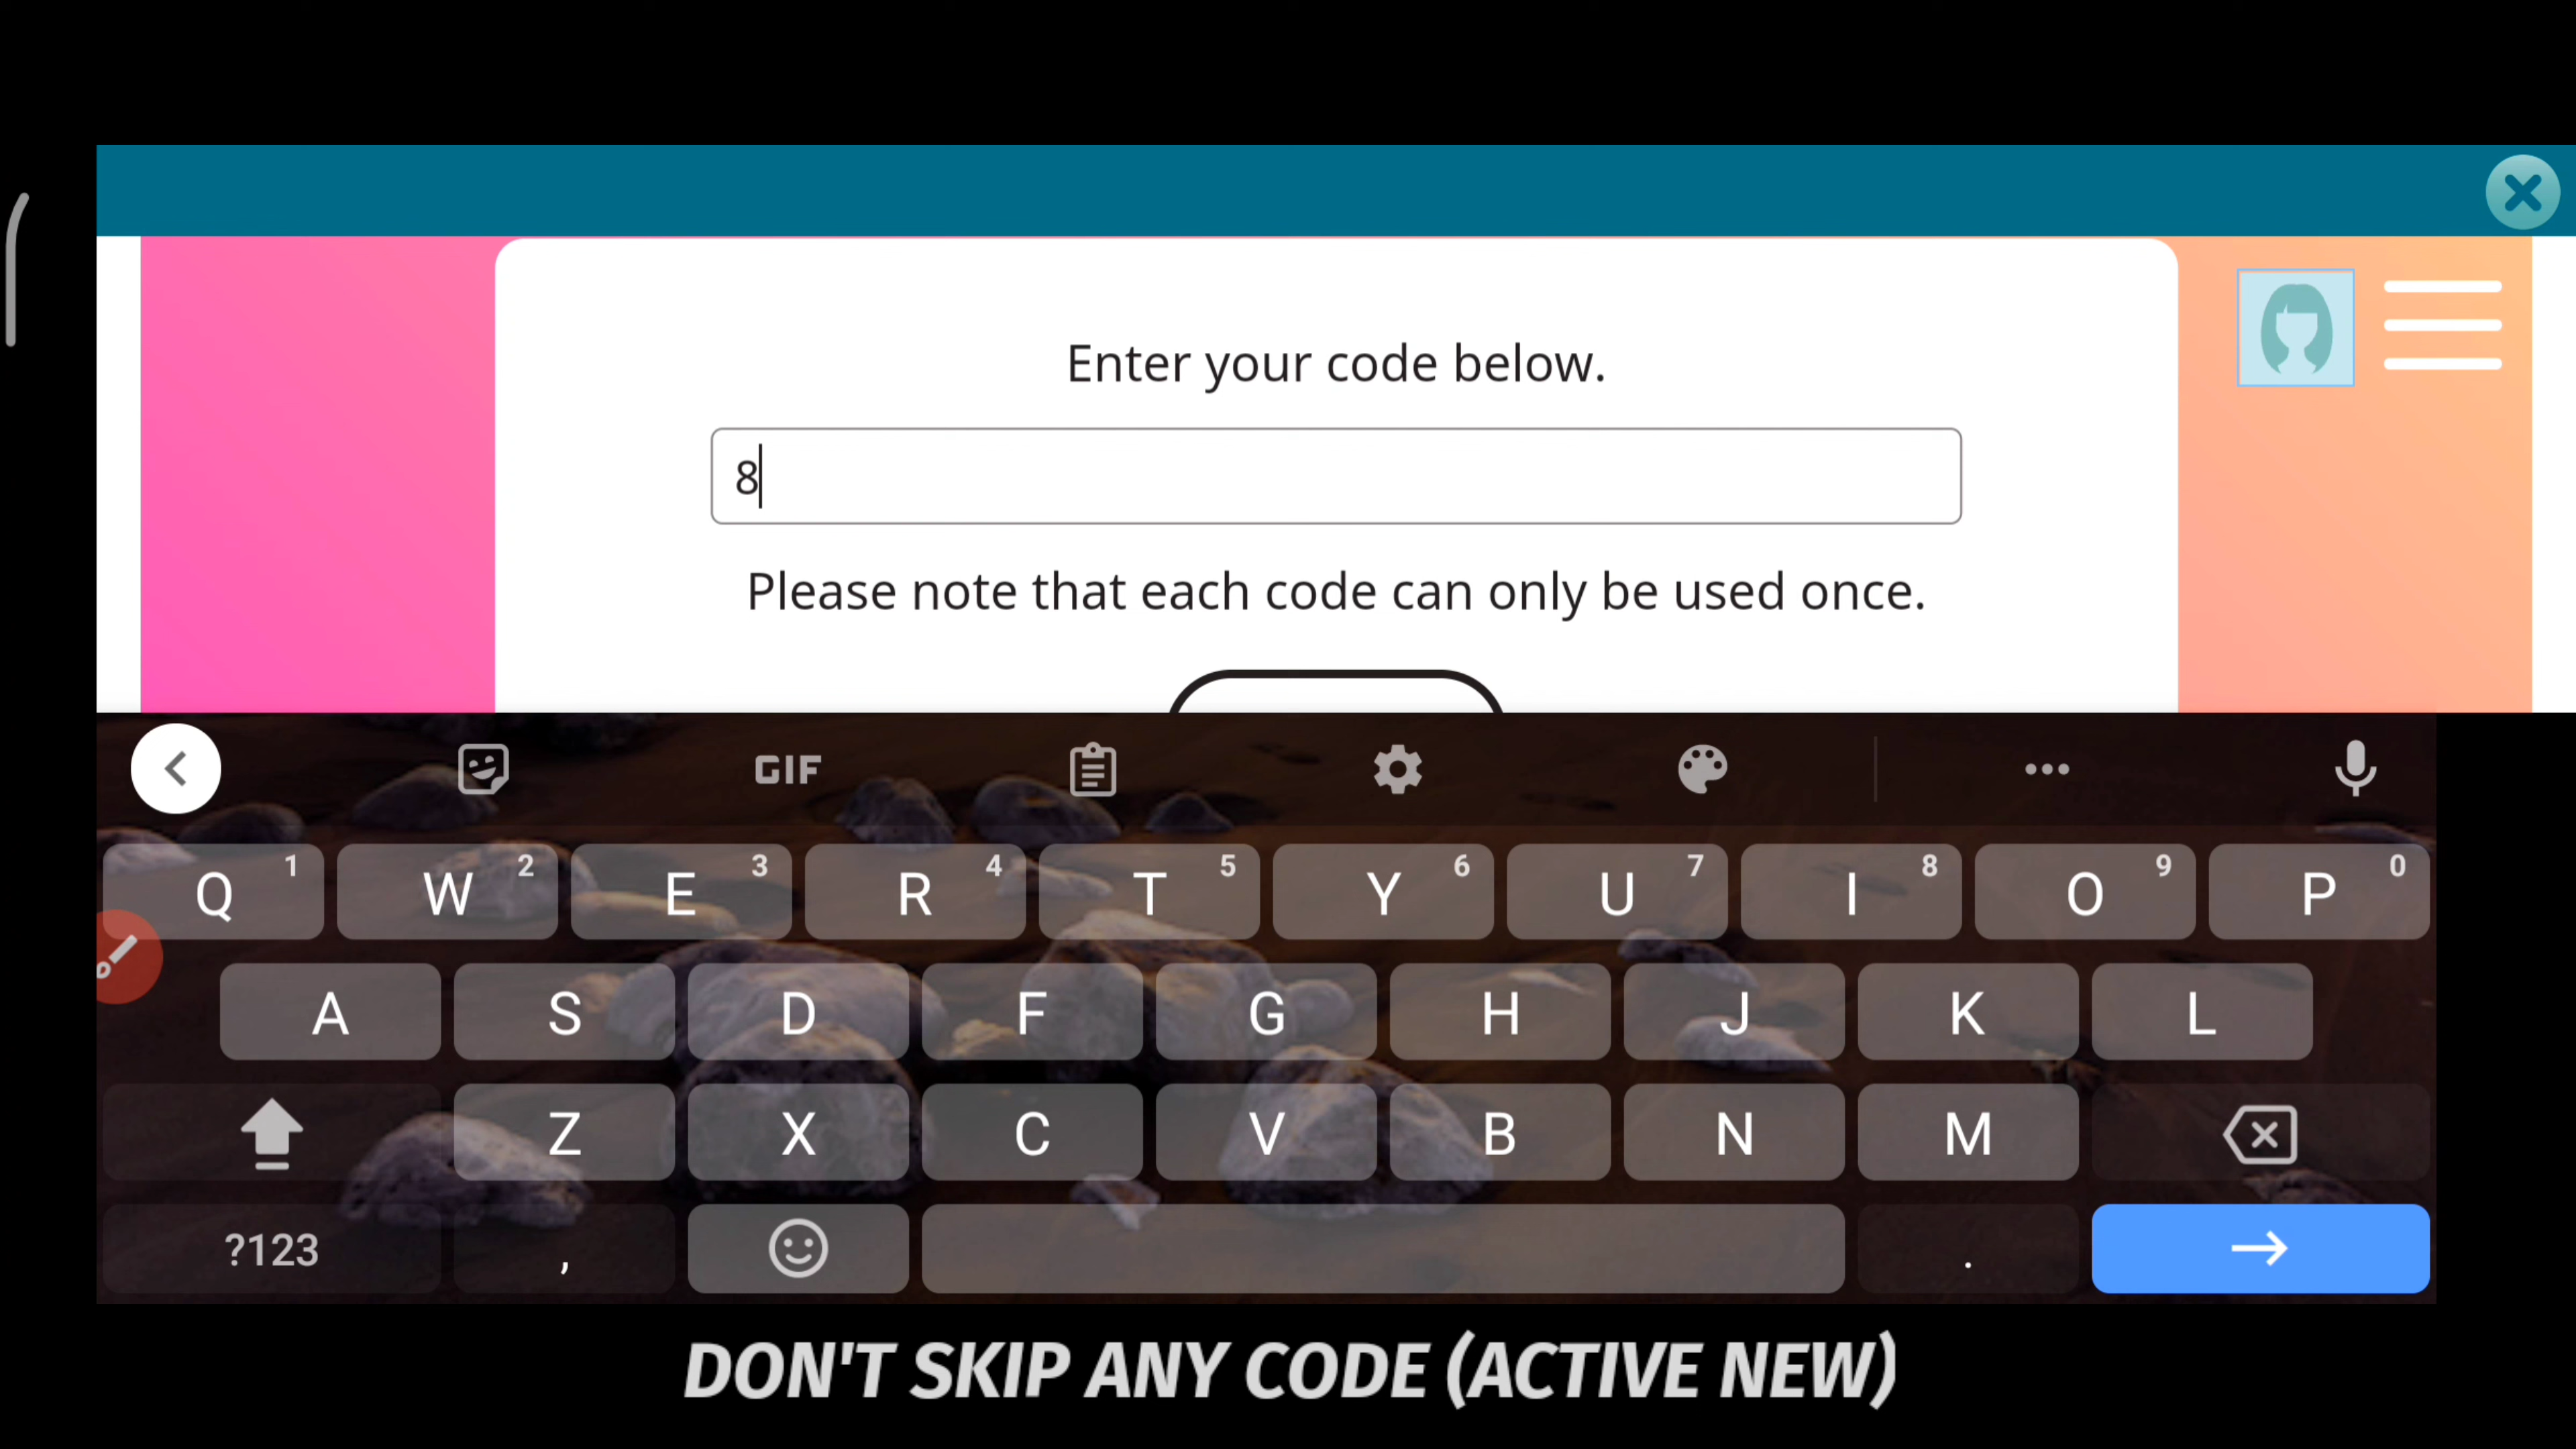 Enter your code below.
8
Please note that each code can only be used once.
GIF
Q 1 W 2 E 3 R 4 T 5 Y 6 U 7 I 8 O 9 P 0
A S D F G H J K L
Z X C V B N M
?123 , .
DON'T SKIP ANY CODE (ACTIVE NEW)